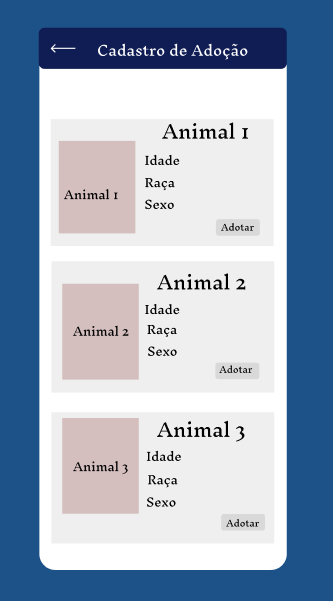 Cadastro de Adoção
Animal 1
Animal 1
Idade
Raça
Sexo
Adotar
Animal 2
Animal 2
Idade
Raça
Sexo
Adotar
Animal 3
Animal 3
Idade
Raça
Sexo
Adotar